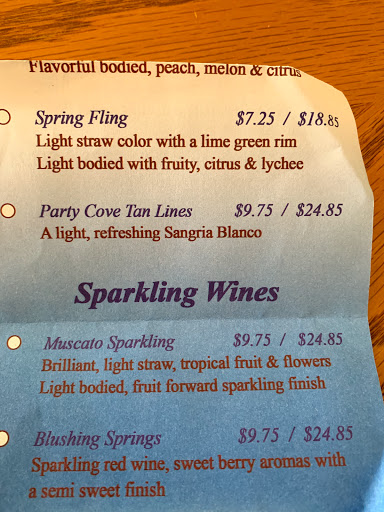 Flavorful bodied, peach, melon & citrus
Spring Fling $7.25 / $18.85
Light straw color with a lime green rim
Light bodied with fruity, citrus & lychee
Party Cove Tan Lines $9.75 / $24.85
A light, refreshing Sangria Blanco
Sparkling Wines
Muscato Sparkling $9.75 / $24.85
Brilliant, light straw, tropical fruit & flowers
Light bodied, fruit forward sparkling finish
Blushing Springs $9.75 / $24.85
Sparkling red wine, sweet berry aromas with
a semi sweet finish